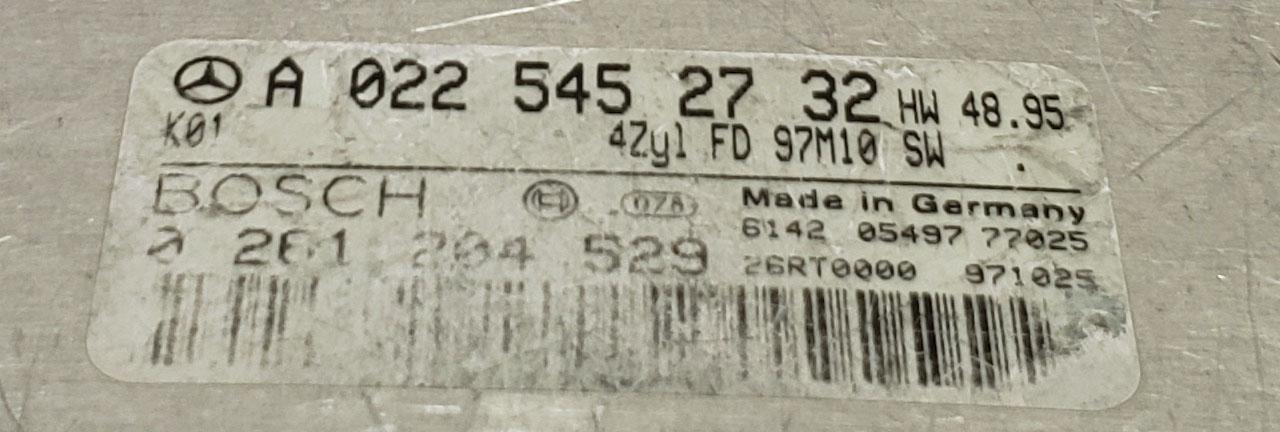 A 022 545 27 32 HW 48.95
K01 4Zyl FD 97M10 SW .
BOSCH H 078 Made in Germany
6142 05497 77025
0 261 204 529 26RT0000 971025